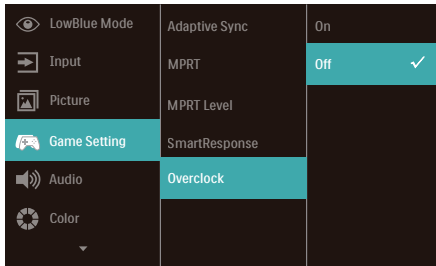 LowBlue Mode
Input
Picture
Game Setting
Audio
Color
Adaptive Sync
MPRT
MPRT Level
SmartResponse
Overclock
On
Off